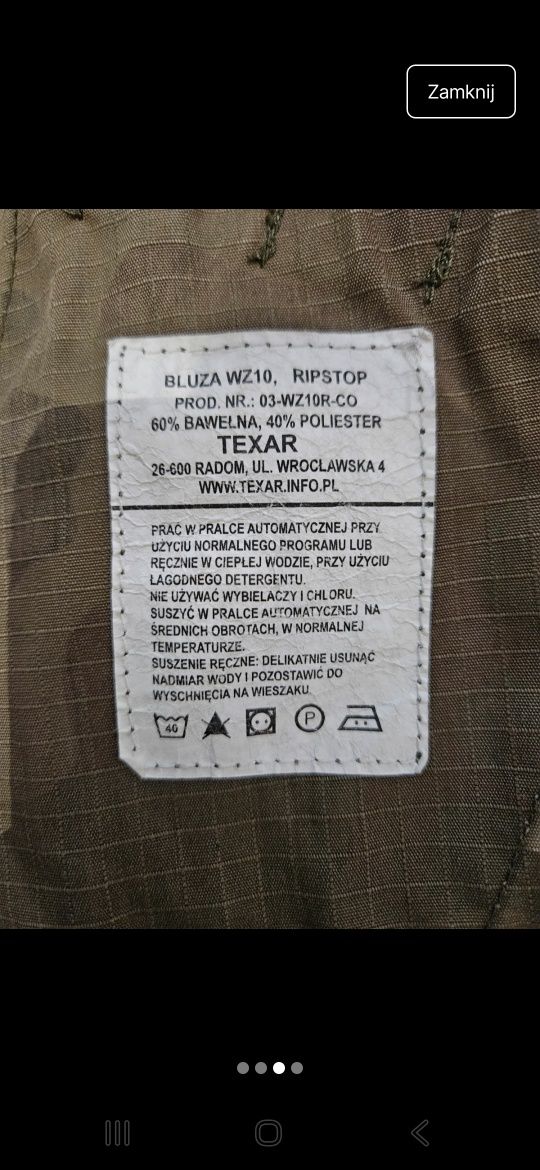 Zamknij
BLUZA WZ10, RIPSTOP
PROD. NR.: 03-WZ10R-CO
60% BAWEŁNA, 40% POLIESTER
TEXAR
26-600 RADOM, UL. WROCŁAWSKA 4
WWW.TEXAR.INFO.PL
PRAĆ W PRALCE AUTOMATYCZNEJ PRZY
UŻYCIU NORMALNEGO PROGRAMU LUB
RĘCZNIE W CIEPŁEJ WODZIE, PRZY UŻYCIU
ŁAGODNEGO DETERGENTU.
NIE UŻYWAĆ WYBIELACZY I CHLORU.
SUSZYĆ W PRALCE AUTOMATYCZNEJ NA
ŚREDNICH OBROTACH, W NORMALNEJ
TEMPERATURZE.
SUSZENIE RĘCZNE: DELIKATNIE USUNĄĆ
NADMIAR WODY I POZOSTAWIĆ DO
WYSCHNIĘCIA NA WIESZAKU
40 P